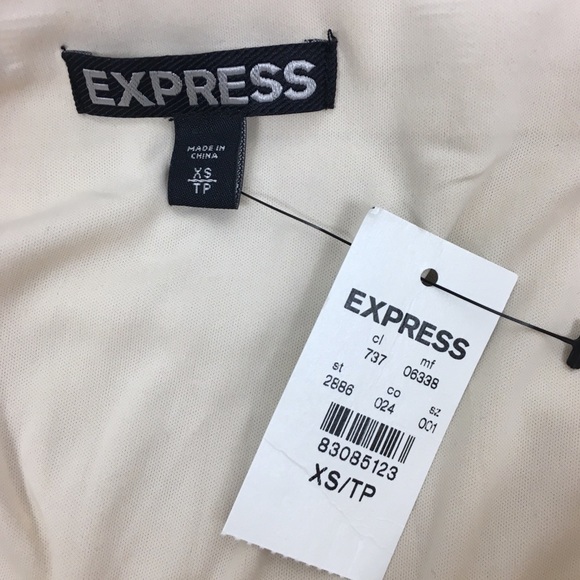 EXPRESS
MADE IN
CHINA
XS
TP
EXPRESS
cl mf
737 06338
st co sz
2886 024 001
83085123
XS/TP